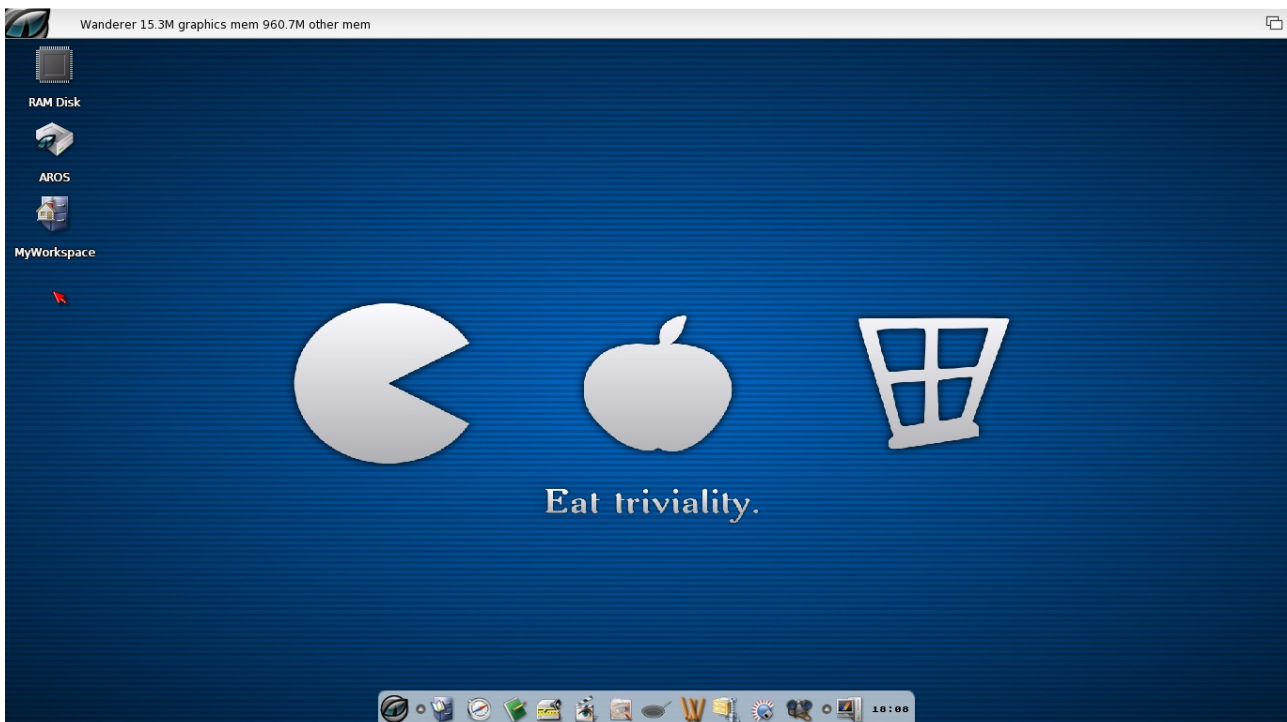 Wanderer 15.3M graphics mem 960.7M other mem
RAM Disk
AROS
MyWorkspace
Eat triviality.
18:08